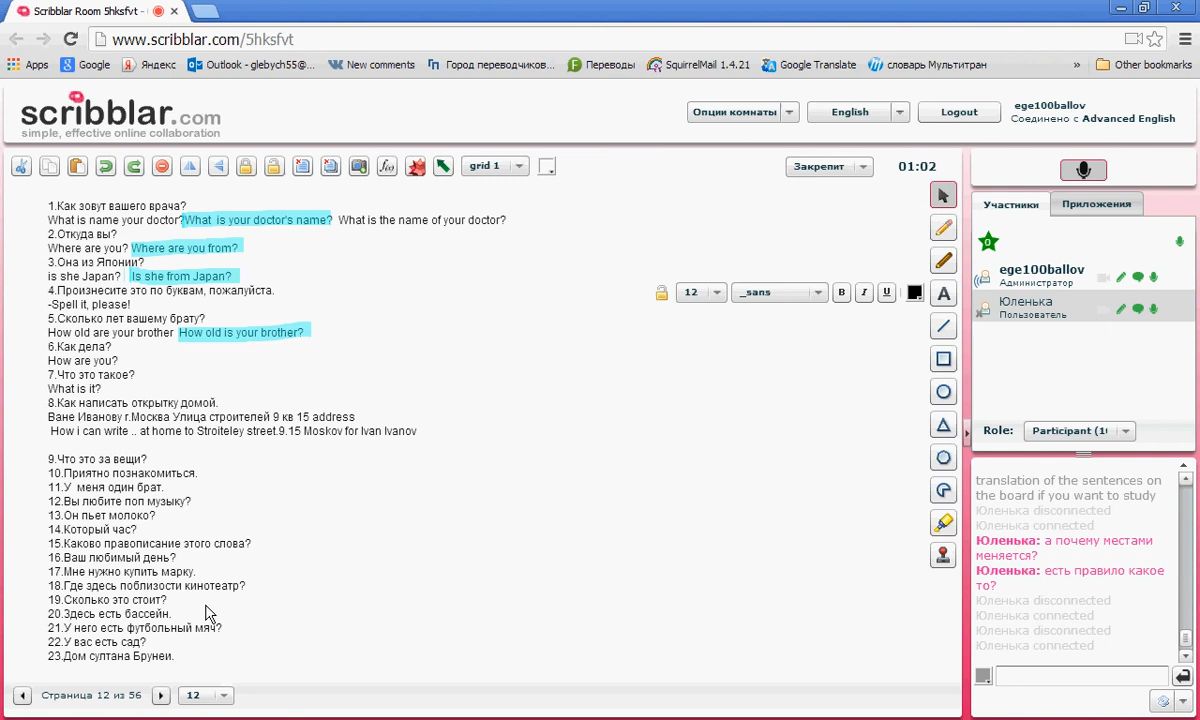 Scribblar Room 5hksfvt -
www.scribblar.com/5hksfvt
Apps Google Яндекс Outlook - glebych55@... New comments Город переводчиков... Переводы SquirrelMail 1.4.21 Google Translate словарь Мультитран » Other bookmarks
scribblar.com
simple, effective online collaboration
Опции комнаты English Logout
ege100ballov
Соединено с Advanced English
f(x) grid 1 Закрепит 01:02
1.Как зовут вашего врача?
What is name your doctor?What is your doctor's name? What is the name of your doctor?
2.Откуда вы?
Where are you? Where are you from?
3.Она из Японии?
is she Japan? Is she from Japan?
4.Произнесите это по буквам, пожалуйста.
-Spell it, please!
5.Сколько лет вашему брату?
How old are your brother How old is your brother?
6.Как дела?
How are you?
7.Что это такое?
What is it?
8.Как написать открытку домой.
Ване Иванову г.Москва Улица строителей 9 кв 15 address
How i can write .. at home to Stroiteley street.9.15 Moskov for Ivan Ivanov
9.Что это за вещи?
10.Приятно познакомиться.
11.У меня один брат.
12.Вы любите поп музыку?
13.Он пьет молоко?
14.Который час?
15.Каково правописание этого слова?
16.Ваш любимый день?
17.Мне нужно купить марку.
18.Где здесь поблизости кинотеатр?
19.Сколько это стоит?
20.Здесь есть бассейн.
21.У него есть футбольный мяч?
22.У вас есть сад?
23.Дом султана Брунеи.
12 _sans B I U
A
Страница 12 из 56 12
Участники Приложения
0
ege100ballov
Администратор
Юленька
Пользователь
Role: Participant (1(
translation of the sentences on
the board if you want to study
Юленька disconnected
Юленька connected
Юленька: а почему местами
меняется?
Юленька: есть правило какое
то?
Юленька disconnected
Юленька connected
Юленька disconnected
Юленька connected